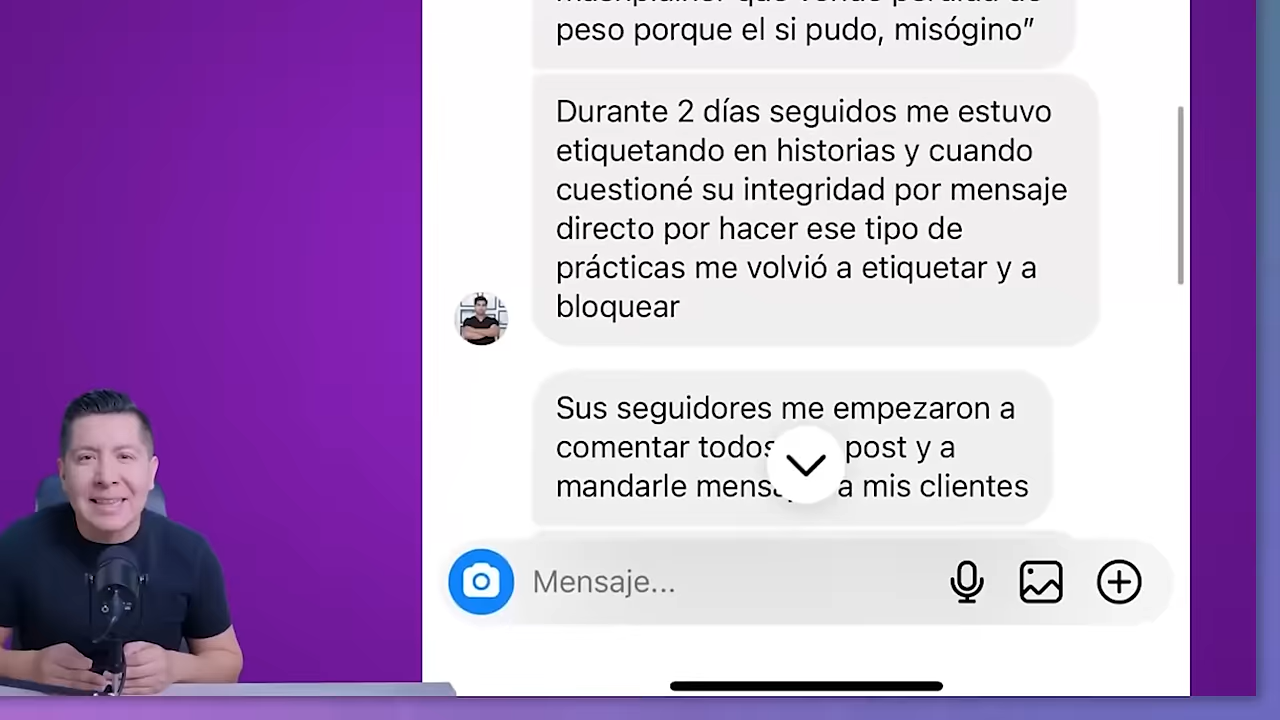 peso porque el si pudo, misógino”
Durante 2 días seguidos me estuvo
etiquetando en historias y cuando
cuestioné su integridad por mensaje
directo por hacer ese tipo de
prácticas me volvió a etiquetar y a
bloquear
Sus seguidores me empezaron a
comentar todos post y a
mandarle a mis clientes
Mensaje...